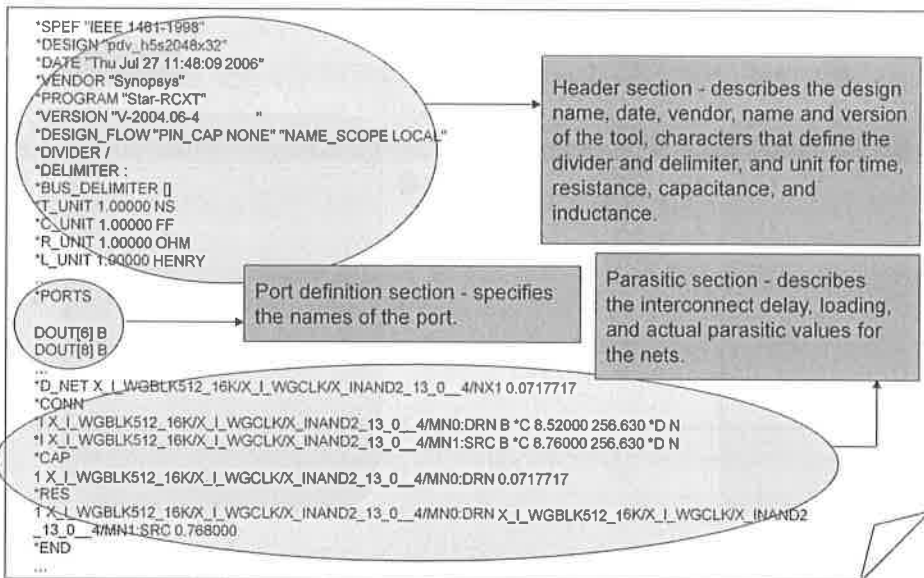 *SPEF "IEEE 1481-1998"
*DESIGN "pdv_h5s2048x32"
*DATE "Thu Jul 27 11:48:09 2006"
*VENDOR "Synopsys"
*PROGRAM "Star-RCXT"
*VERSION "V-2004.06-4 "
*DESIGN_FLOW "PIN_CAP NONE" "NAME_SCOPE LOCAL"
*DIVIDER /
*DELIMITER :
*BUS_DELIMITER []
*T_UNIT 1.00000 NS
*C_UNIT 1.00000 FF
*R_UNIT 1.00000 OHM
*L_UNIT 1.00000 HENRY
...
Header section - describes the design
name, date, vendor, name and version
of the tool, characters that define the
divider and delimiter, and unit for time,
resistance, capacitance, and
inductance.
*PORTS
DOUT[6] B
DOUT[8] B
...
Port definition section - specifies
the names of the port.
Parasitic section - describes
the interconnect delay, loading,
and actual parasitic values for
the nets.
*D_NET X_I_WGBLK512_16K/X_I_WGCLK/X_INAND2_13_0__4/NX1 0.0717717
*CONN
*I X_I_WGBLK512_16K/X_I_WGCLK/X_INAND2_13_0__4/MN0:DRN B *C 8.52000 256.630 *D N
*I X_I_WGBLK512_16K/X_I_WGCLK/X_INAND2_13_0__4/MN1:SRC B *C 8.76000 256.630 *D N
*CAP
1 X_I_WGBLK512_16K/X_I_WGCLK/X_INAND2_13_0__4/MN0:DRN 0.0717717
*RES
1 X_I_WGBLK512_16K/X_I_WGCLK/X_INAND2_13_0__4/MN0:DRN X_I_WGBLK512_16K/X_I_WGCLK/X_INAND2
_13_0__4/MN1:SRC 0.768000
*END
...